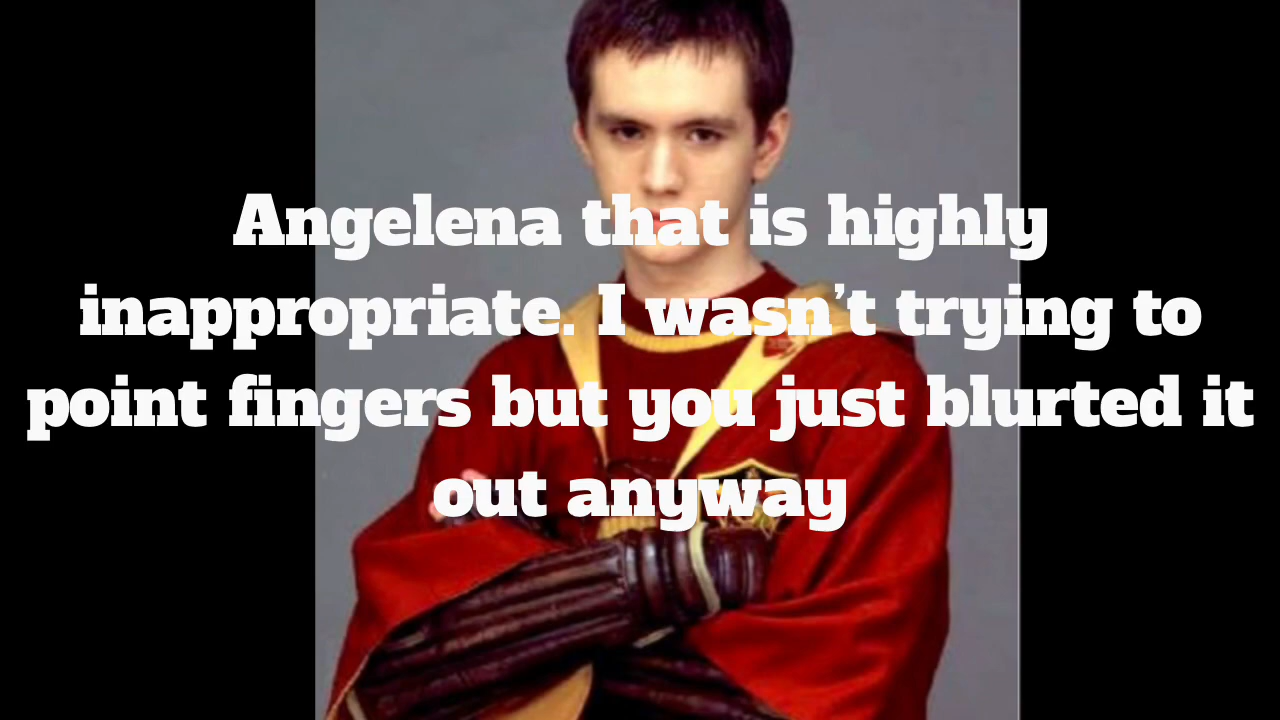 Angelena that is highly
inappropriate. I wasn't trying to
point fingers but you just blurted it
out anyway